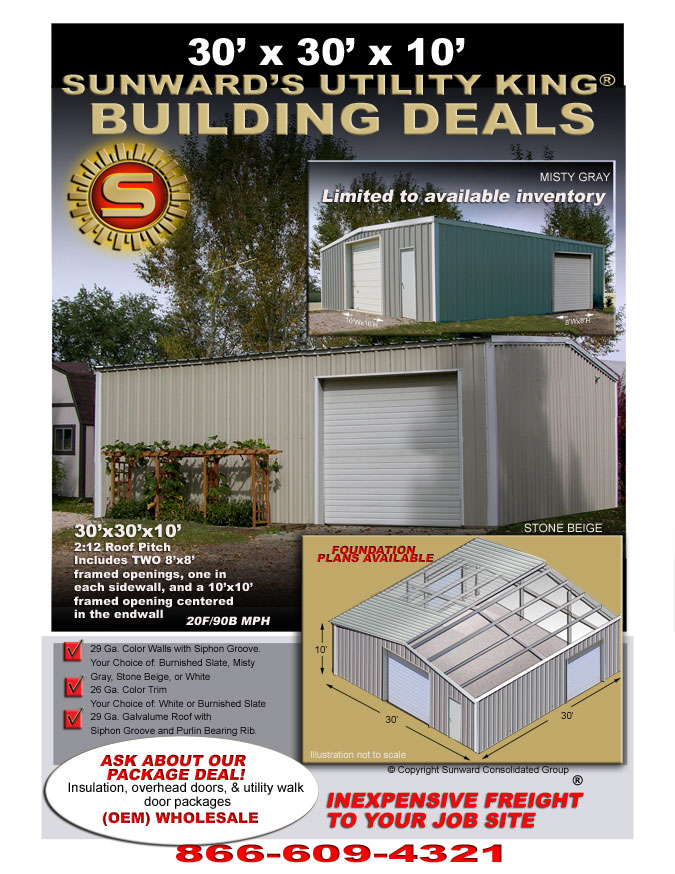 30’ x 30’ x 10’
SUNWARD’S UTILITY KING®
BUILDING DEALS
S
MISTY GRAY
Limited to available inventory
10'Wx10'H
8'Wx8'H
30’x30’x10’
2:12 Roof Pitch
Includes TWO 8’x8’
framed openings, one in
each sidewall, and a 10’x10’
framed opening centered
in the endwall
20F/90B MPH
STONE BEIGE
FOUNDATION
PLANS AVAILABLE
10'
30'
30'
Illustration not to scale
© Copyright Sunward Consolidated Group
29 Ga. Color Walls with Siphon Groove.
Your Choice of: Burnished Slate, Misty
Gray, Stone Beige, or White
26 Ga. Color Trim
Your Choice of: White or Burnished Slate
29 Ga. Galvalume Roof with
Siphon Groove and Purlin Bearing Rib.
ASK ABOUT OUR
PACKAGE DEAL!
Insulation, overhead doors, & utility walk
door packages
(OEM) WHOLESALE
®
INEXPENSIVE FREIGHT
TO YOUR JOB SITE
866-609-4321